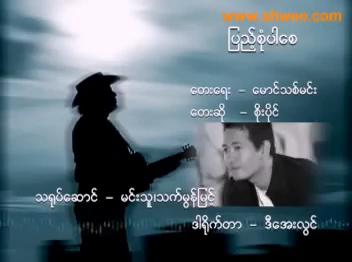 www.shweo.com
ပြည့်စုံပါစေ
တေးရေး – မောင်သစ်မင်း
တေးဆို – စိုးပိုင်
သရုပ်ဆောင် – မင်းသူ၊သက်မွန်မြင့်
ဒါရိုက်တာ – ဒီအေးလွင်